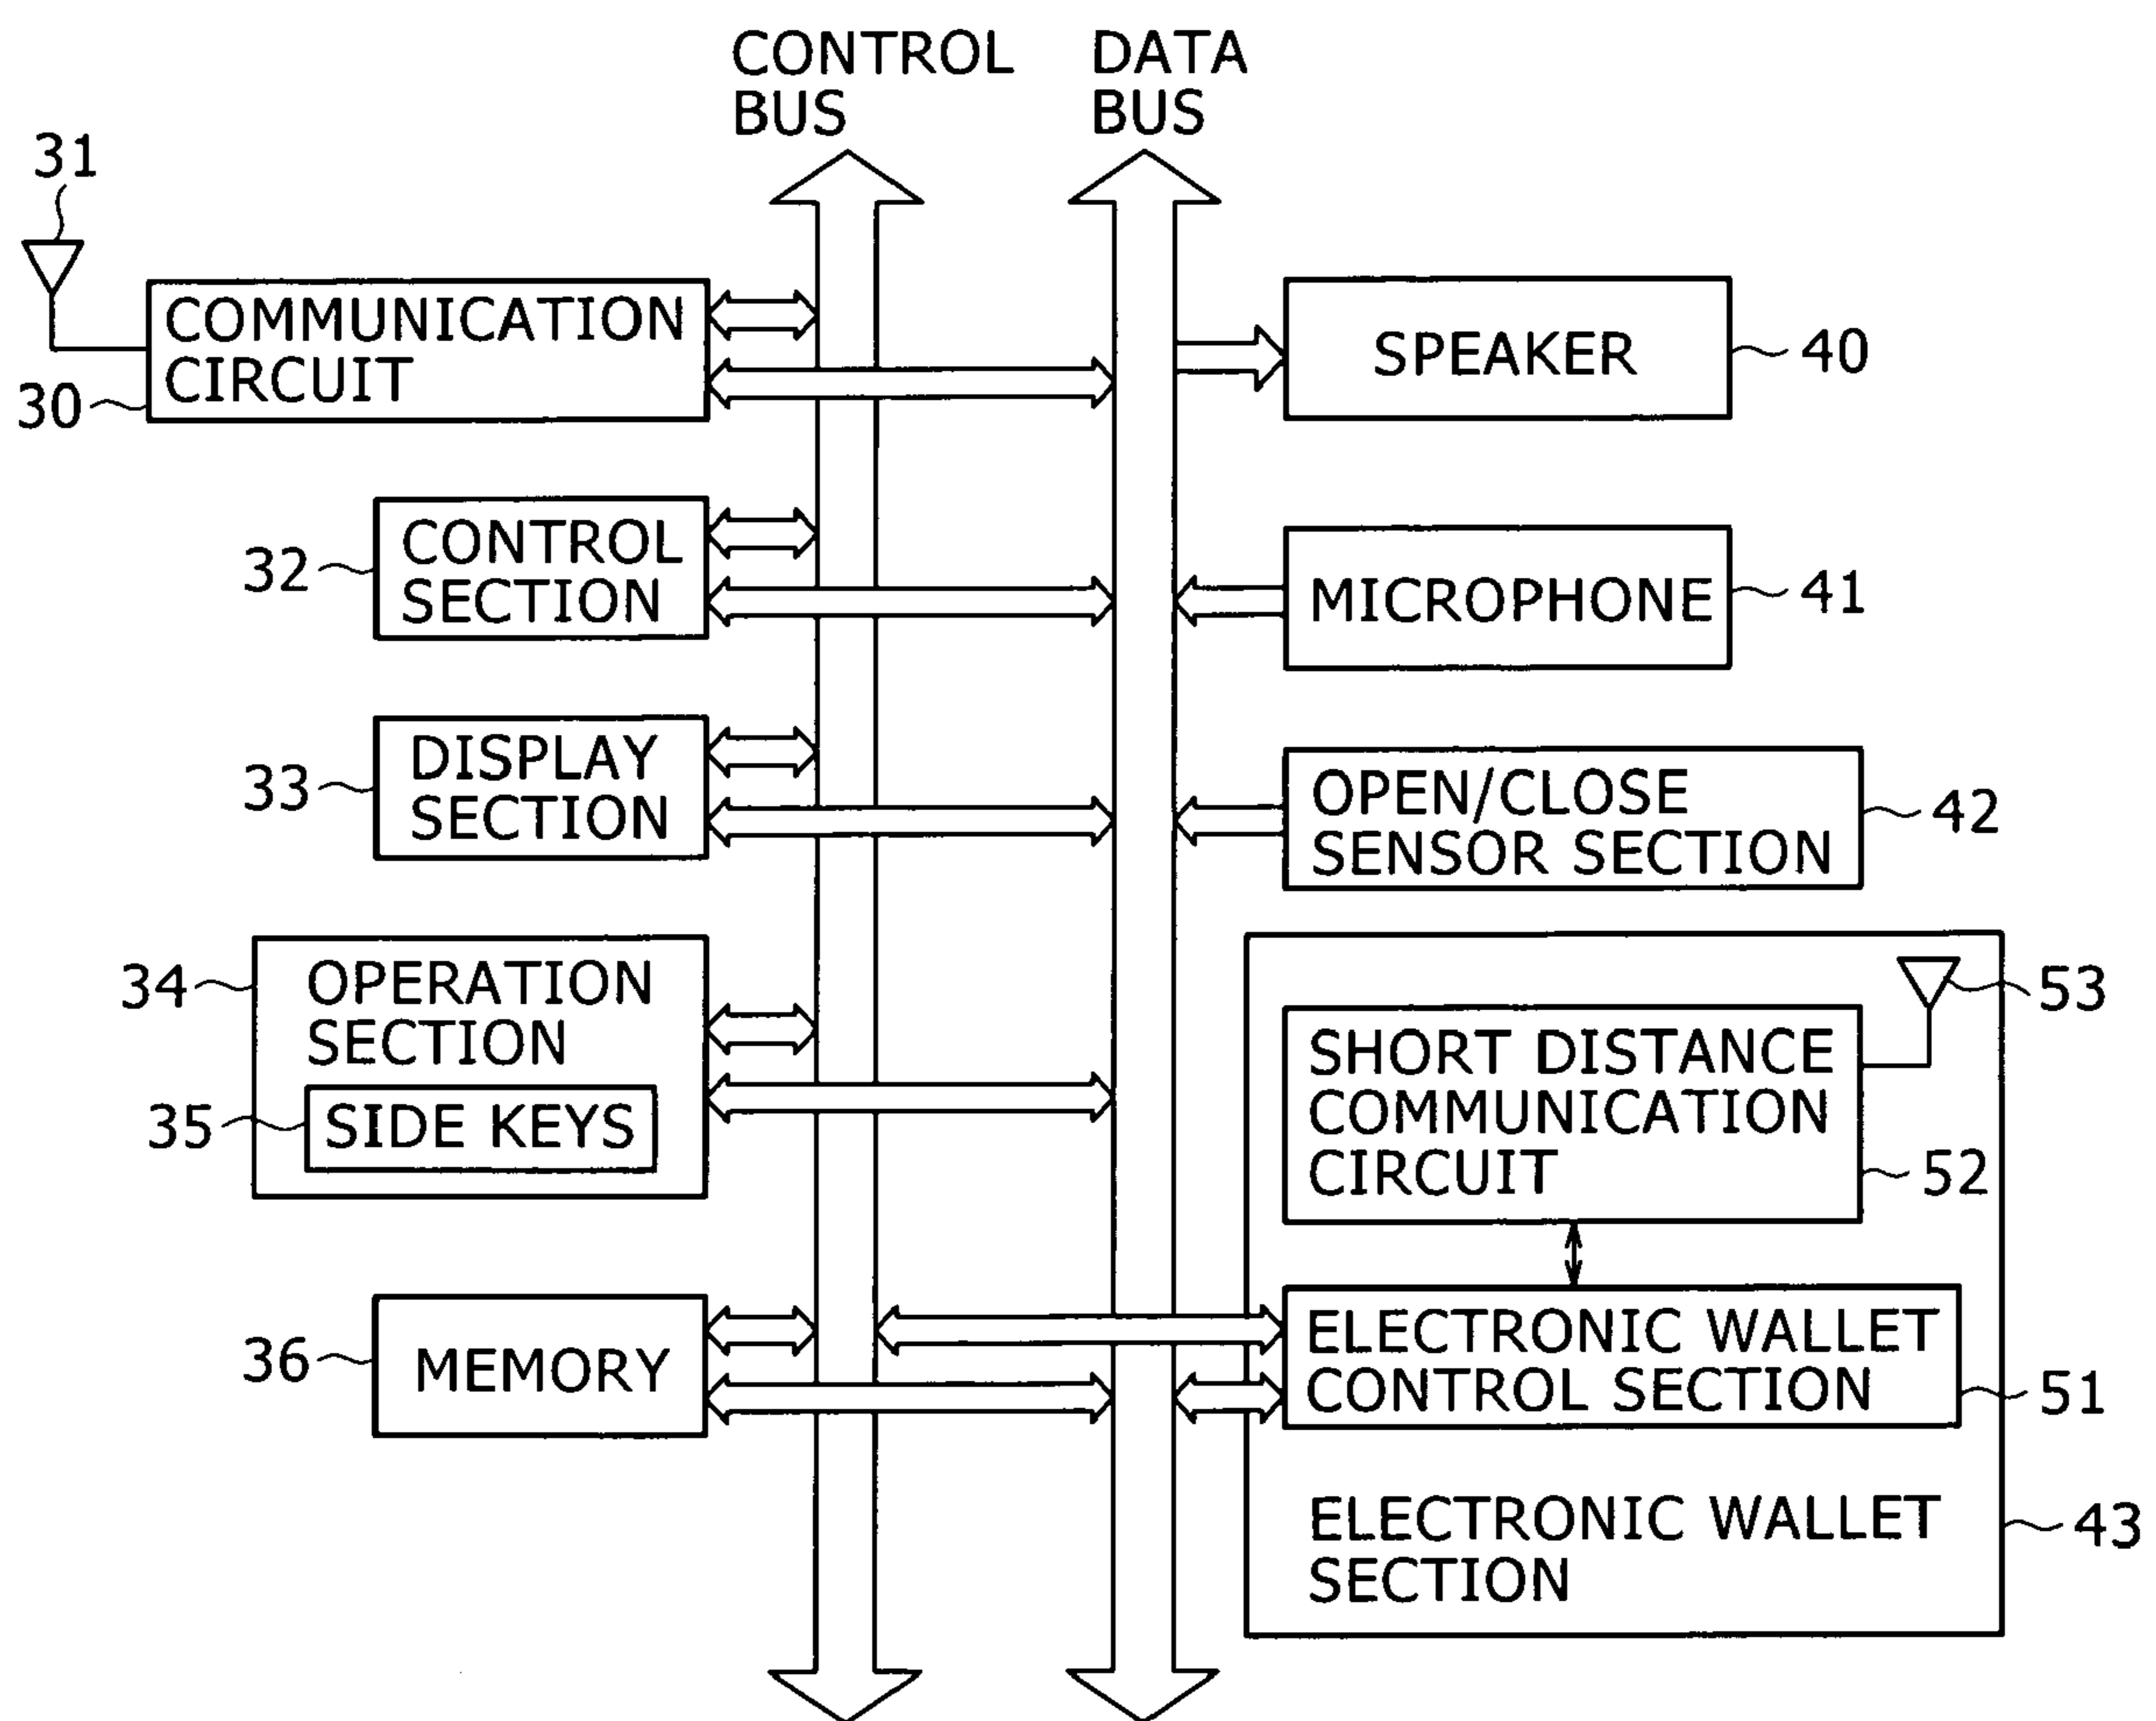 CONTROL
BUS
DATA
BUS
31
COMMUNICATION
CIRCUIT
30
SPEAKER
40
CONTROL
SECTION
32
MICROPHONE
41
DISPLAY
SECTION
33
OPEN/CLOSE
SENSOR SECTION
42
34
OPERATION
SECTION
35
SIDE KEYS
53
SHORT DISTANCE
COMMUNICATION
CIRCUIT
52
36
MEMORY
ELECTRONIC WALLET
CONTROL SECTION
51
ELECTRONIC WALLET
SECTION
43